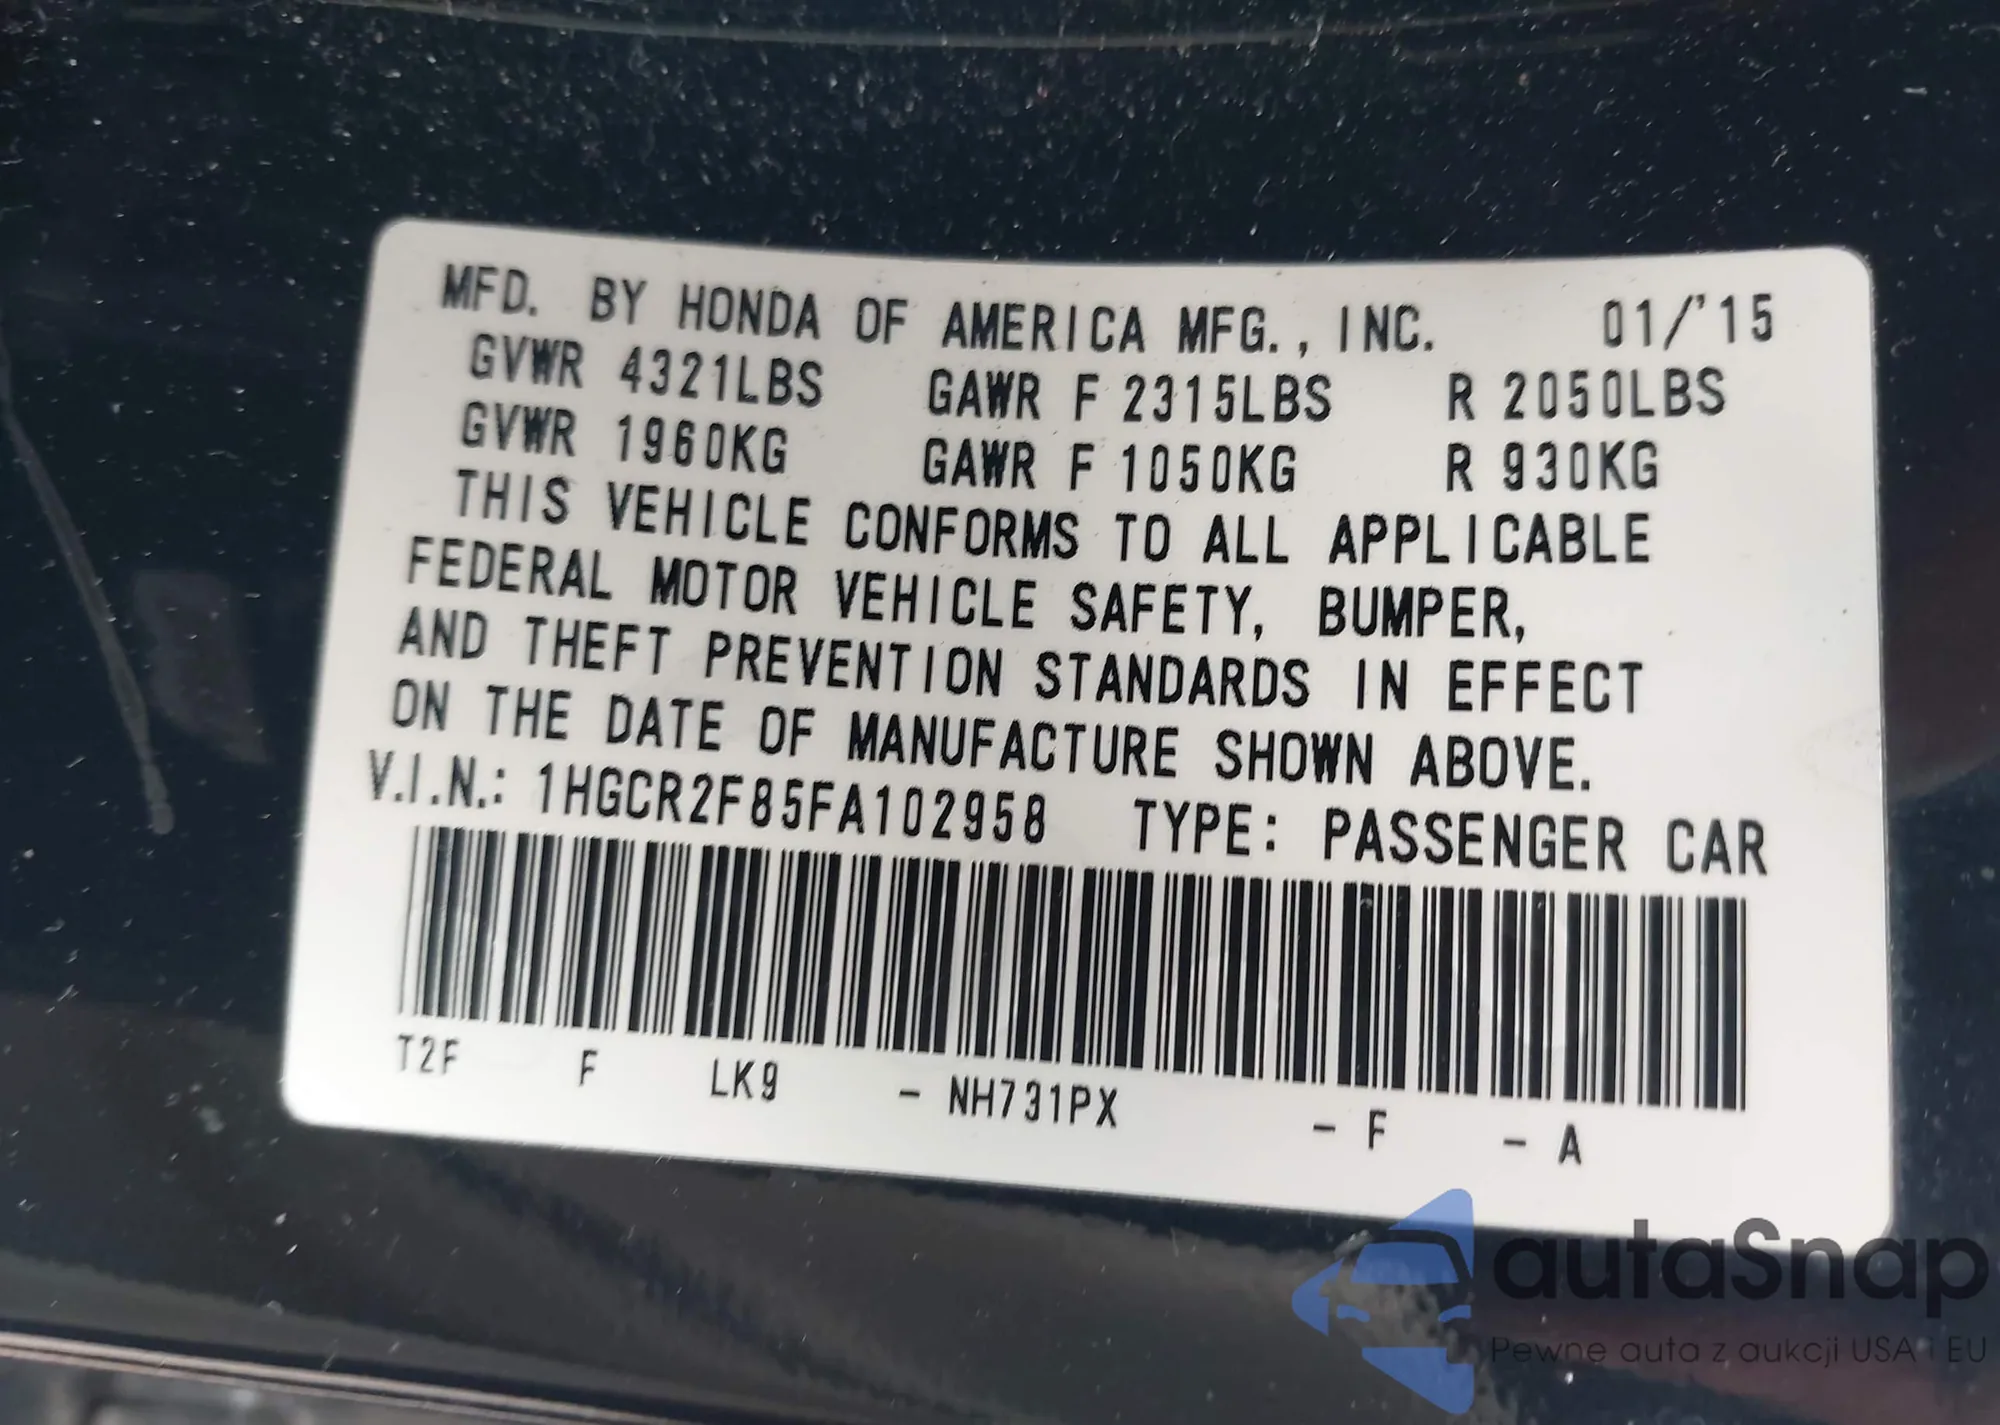 MFD. BY HONDA OF AMERICA MFG., INC. 01/'15
GVWR 4321LBS GAWR F 2315LBS R 2050LBS
GVWR 1960KG GAWR F 1050KG R 930KG
THIS VEHICLE CONFORMS TO ALL APPLICABLE
FEDERAL MOTOR VEHICLE SAFETY, BUMPER,
AND THEFT PREVENTION STANDARDS IN EFFECT
ON THE DATE OF MANUFACTURE SHOWN ABOVE.
V.I.N.: 1HGCR2F85FA102958 TYPE: PASSENGER CAR
T2F F LK9 - NH731PX - F - A
autaSnap
Pewne auta z aukcji USA i EU